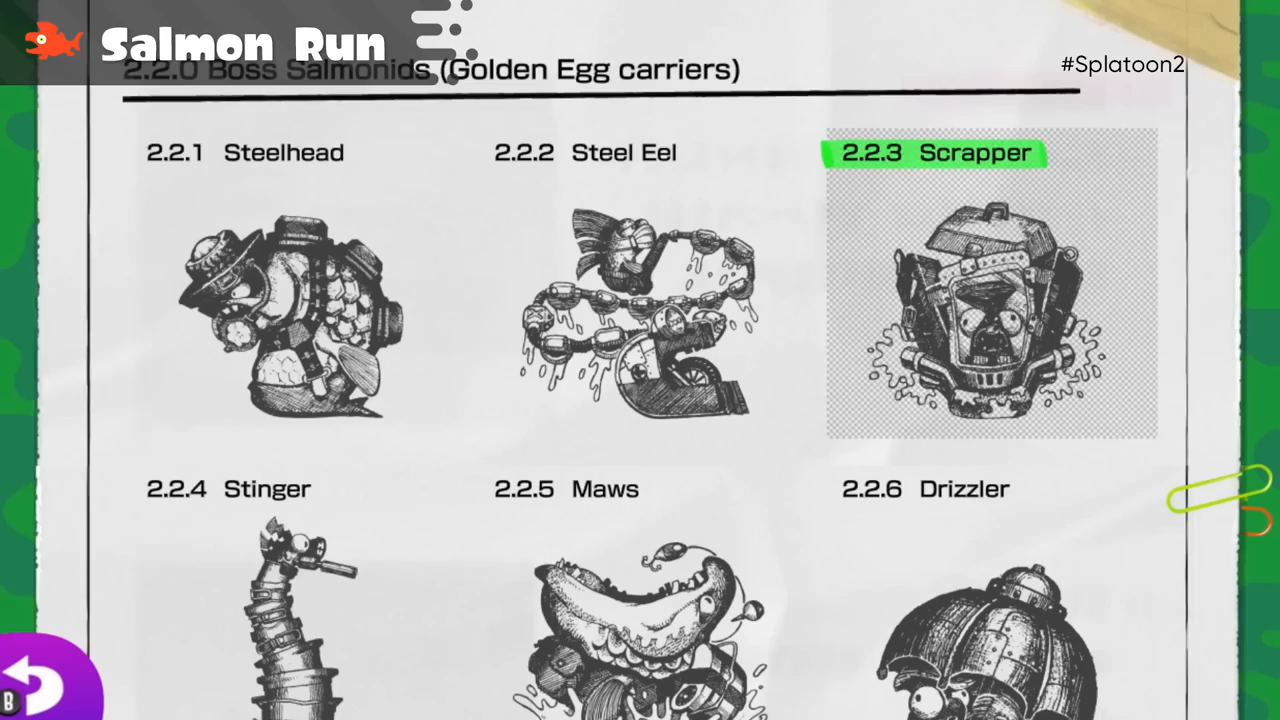 Salmon Run
2.2.0 Boss Salmonids (Golden Egg carriers)
#Splatoon2
2.2.1 Steelhead
2.2.2 Steel Eel
2.2.3 Scrapper
2.2.4 Stinger
2.2.5 Maws
2.2.6 Drizzler
B